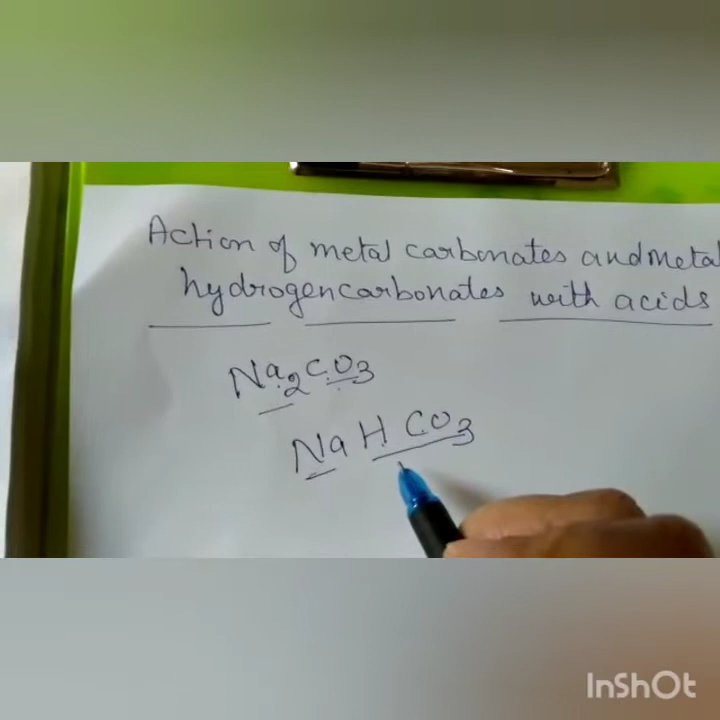 Action of metal carbonates and metal
hydrogencarbonates with acids
Na2CO3
NaHCO3
InShOt